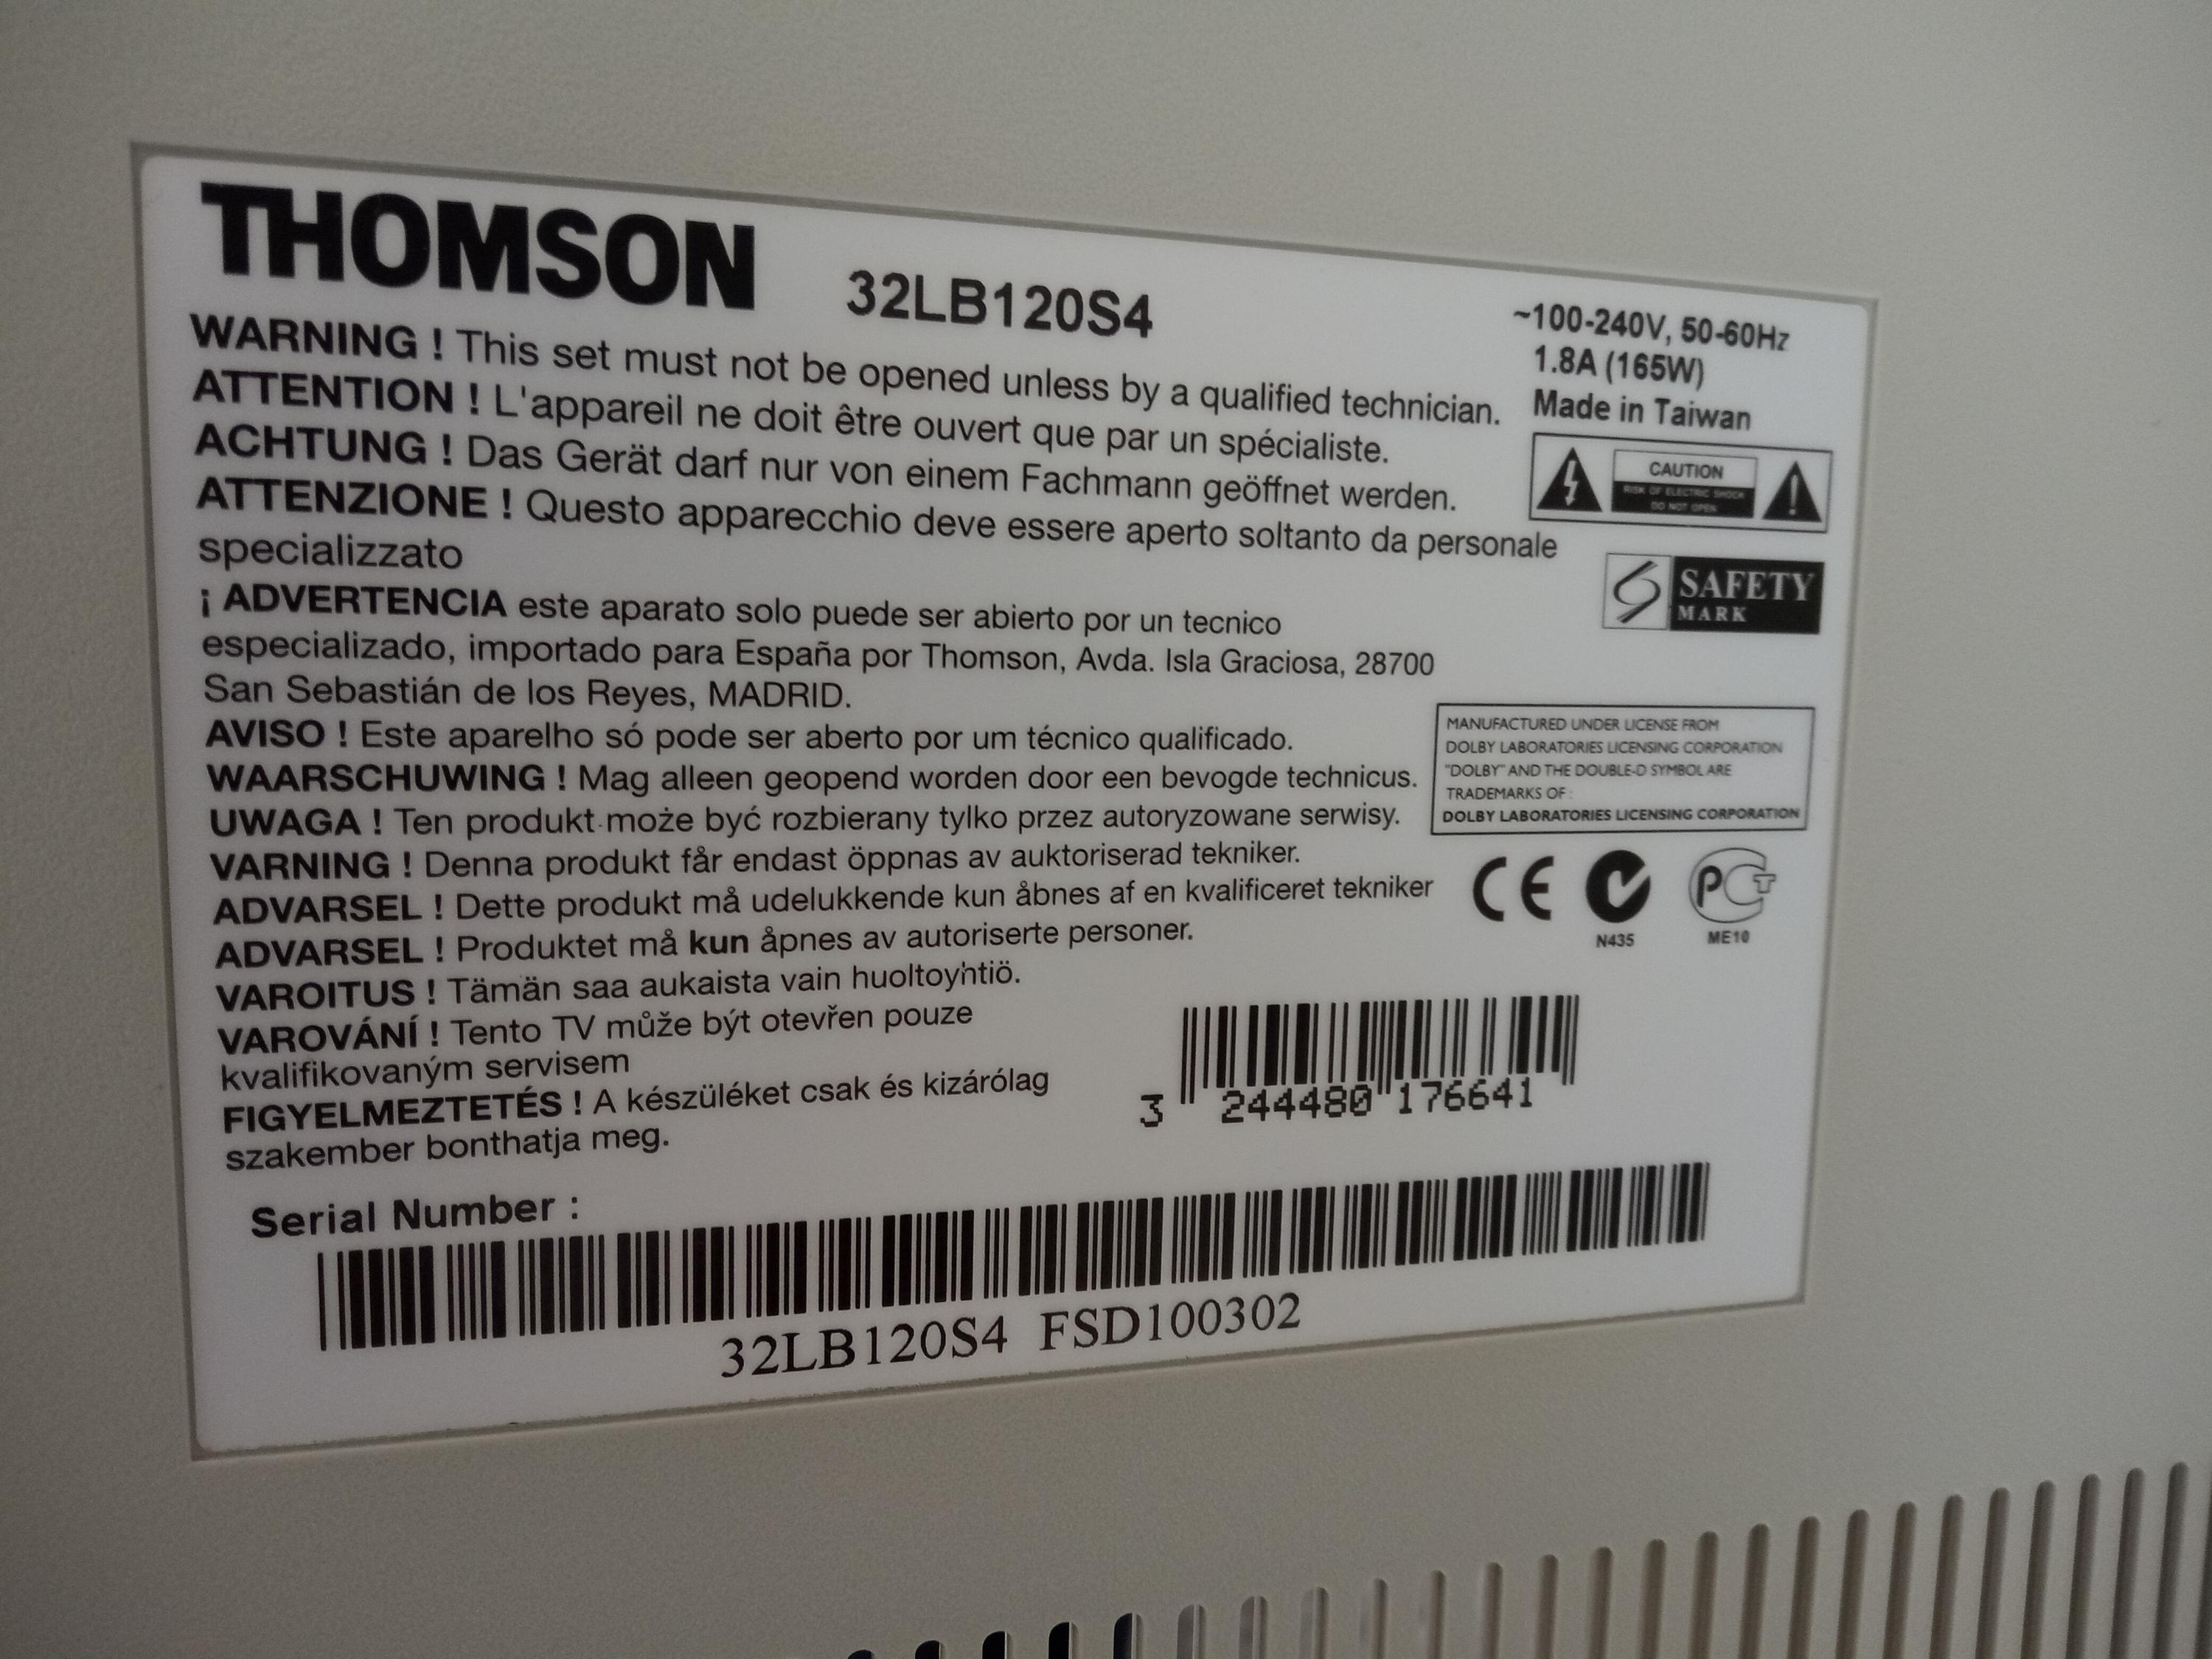 THOMSON 32LB120S4
~100-240V, 50-60Hz
1.8A (165W)
Made in Taiwan
WARNING ! This set must not be opened unless by a qualified technician.
ATTENTION ! L'appareil ne doit être ouvert que par un spécialiste.
ACHTUNG ! Das Gerät darf nur von einem Fachmann geöffnet werden.
ATTENZIONE ! Questo apparecchio deve essere aperto soltanto da personale
specializzato
¡ ADVERTENCIA este aparato solo puede ser abierto por un tecnico
especializado, importado para España por Thomson, Avda. Isla Graciosa, 28700
San Sebastián de los Reyes, MADRID.
AVISO ! Este aparelho só pode ser aberto por um técnico qualificado.
WAARSCHUWING ! Mag alleen geopend worden door een bevogde technicus.
UWAGA ! Ten produkt może być rozbierany tylko przez autoryzowane serwisy.
VARNING ! Denna produkt får endast öppnas av auktoriserad tekniker.
ADVARSEL ! Dette produkt må udelukkende kun åbnes af en kvalificeret tekniker
ADVARSEL ! Produktet må kun åpnes av autoriserte personer.
VAROITUS ! Tämän saa aukaista vain huoltoyhtiö.
VAROVÁNÍ ! Tento TV může být otevřen pouze
kvalifikovaným servisem
FIGYELMEZTETÉS ! A készüléket csak és kizárólag
szakember bonthatja meg.
CAUTION
RISK OF ELECTRIC SHOCK
DO NOT OPEN
SAFETY
MARK
MANUFACTURED UNDER LICENSE FROM
DOLBY LABORATORIES LICENSING CORPORATION
"DOLBY" AND THE DOUBLE-D SYMBOL ARE
TRADEMARKS OF :
DOLBY LABORATORIES LICENSING CORPORATION
CE
PCT
N435
ME10
3 244480 176641
Serial Number :
32LB120S4 FSD100302